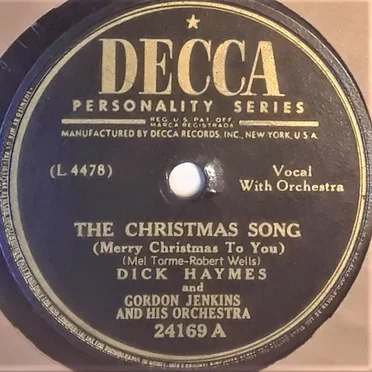 DECCA
PERSONALITY SERIES
REG. U.S. PAT. OFF.
MARCA REGISTRADA
MANUFACTURED BY DECCA RECORDS, INC., NEW YORK, U.S.A.
(L 4478)
Vocal
With Orchestra
THE CHRISTMAS SONG
(Merry Christmas To You)
(Mel Torme-Robert Wells)
DICK HAYMES
and
GORDON JENKINS
AND HIS ORCHESTRA
24169 A